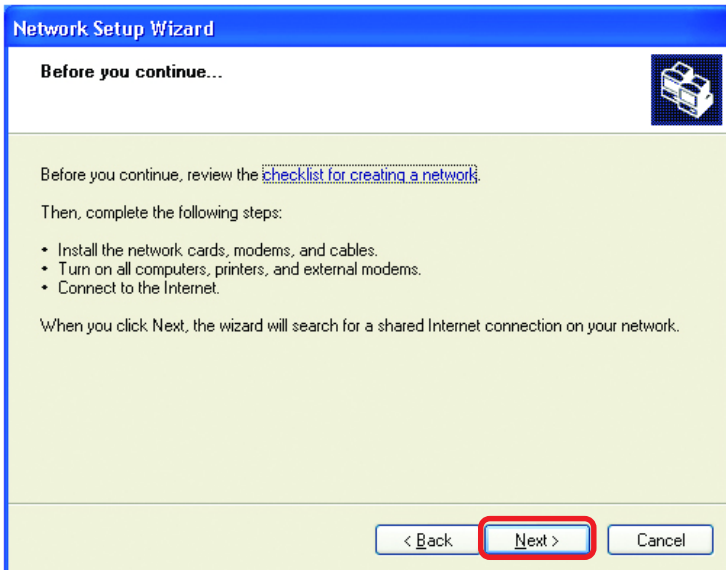 Network Setup Wizard
Before you continue...
Before you continue, review the checklist for creating a network.
Then, complete the following steps:
• Install the network cards, modems, and cables.
• Turn on all computers, printers, and external modems.
• Connect to the Internet.
When you click Next, the wizard will search for a shared Internet connection on your network.
< Back Next > Cancel